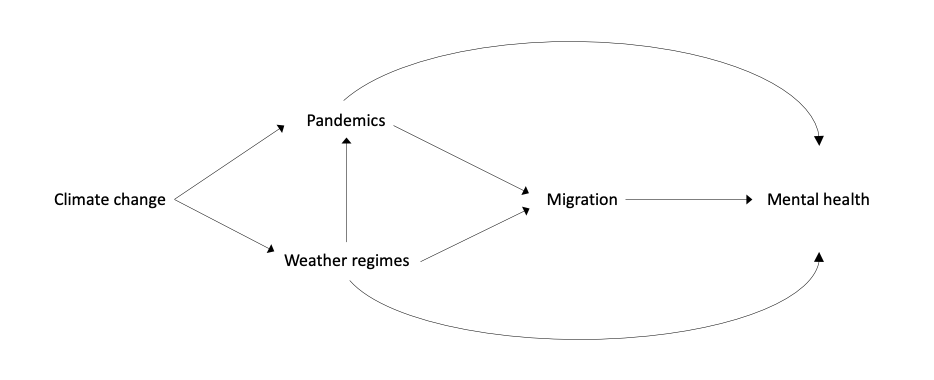 Pandemics
Climate change
Migration
Mental health
Weather regimes